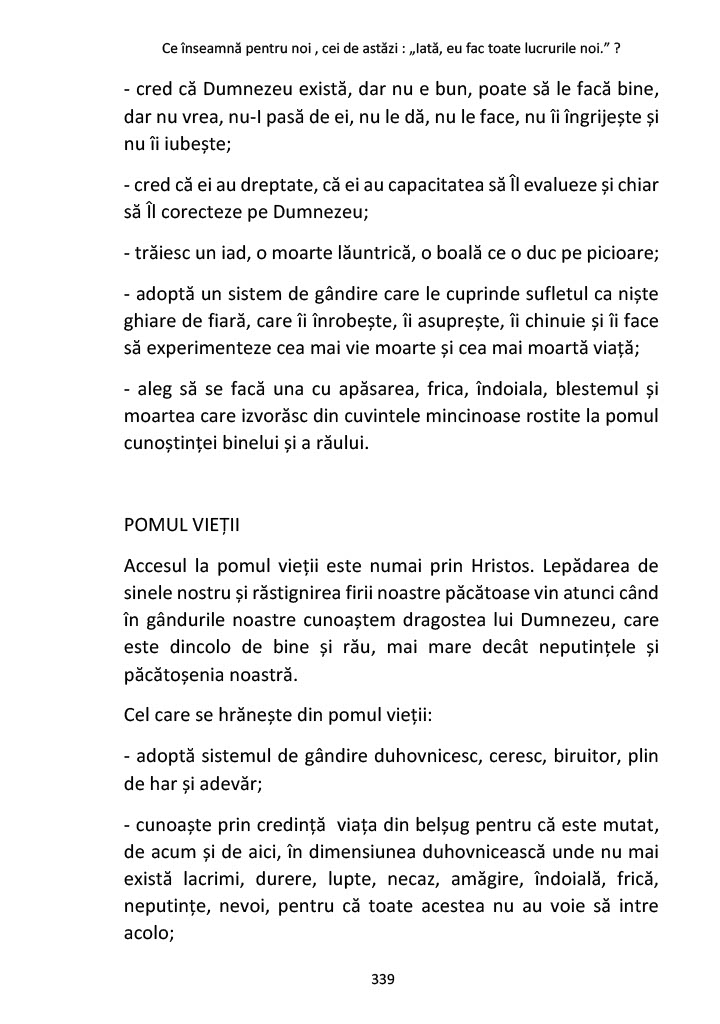 Ce înseamnă pentru noi , cei de astăzi : „Iată, eu fac toate lucrurile noi.” ?
- cred că Dumnezeu există, dar nu e bun, poate să le facă bine,
dar nu vrea, nu-I pasă de ei, nu le dă, nu le face, nu îi îngrijește și
nu îi iubește;
- cred că ei au dreptate, că ei au capacitatea să Îl evalueze și chiar
să Îl corecteze pe Dumnezeu;
- trăiesc un iad, o moarte lăuntrică, o boală ce o duc pe picioare;
- adoptă un sistem de gândire care le cuprinde sufletul ca niște
ghiare de fiară, care îi înrobește, îi asuprește, îi chinuie și îi face
să experimenteze cea mai vie moarte și cea mai moartă viață;
- aleg să se facă una cu apăsarea, frica, îndoiala, blestemul și
moartea care izvorăsc din cuvintele mincinoase rostite la pomul
cunoștinței binelui și a răului.
POMUL VIEȚII
Accesul la pomul vieții este numai prin Hristos. Lepădarea de
sinele nostru și răstignirea firii noastre păcătoase vin atunci când
în gândurile noastre cunoaștem dragostea lui Dumnezeu, care
este dincolo de bine și rău, mai mare decât neputințele și
păcătoșenia noastră.
Cel care se hrănește din pomul vieții:
- adoptă sistemul de gândire duhovnicesc, ceresc, biruitor, plin
de har și adevăr;
- cunoaște prin credință  viața din belșug pentru că este mutat,
de acum și de aici, în dimensiunea duhovnicească unde nu mai
există lacrimi, durere, lupte, necaz, amăgire, îndoială, frică,
neputințe, nevoi, pentru că toate acestea nu au voie să intre
acolo;
339